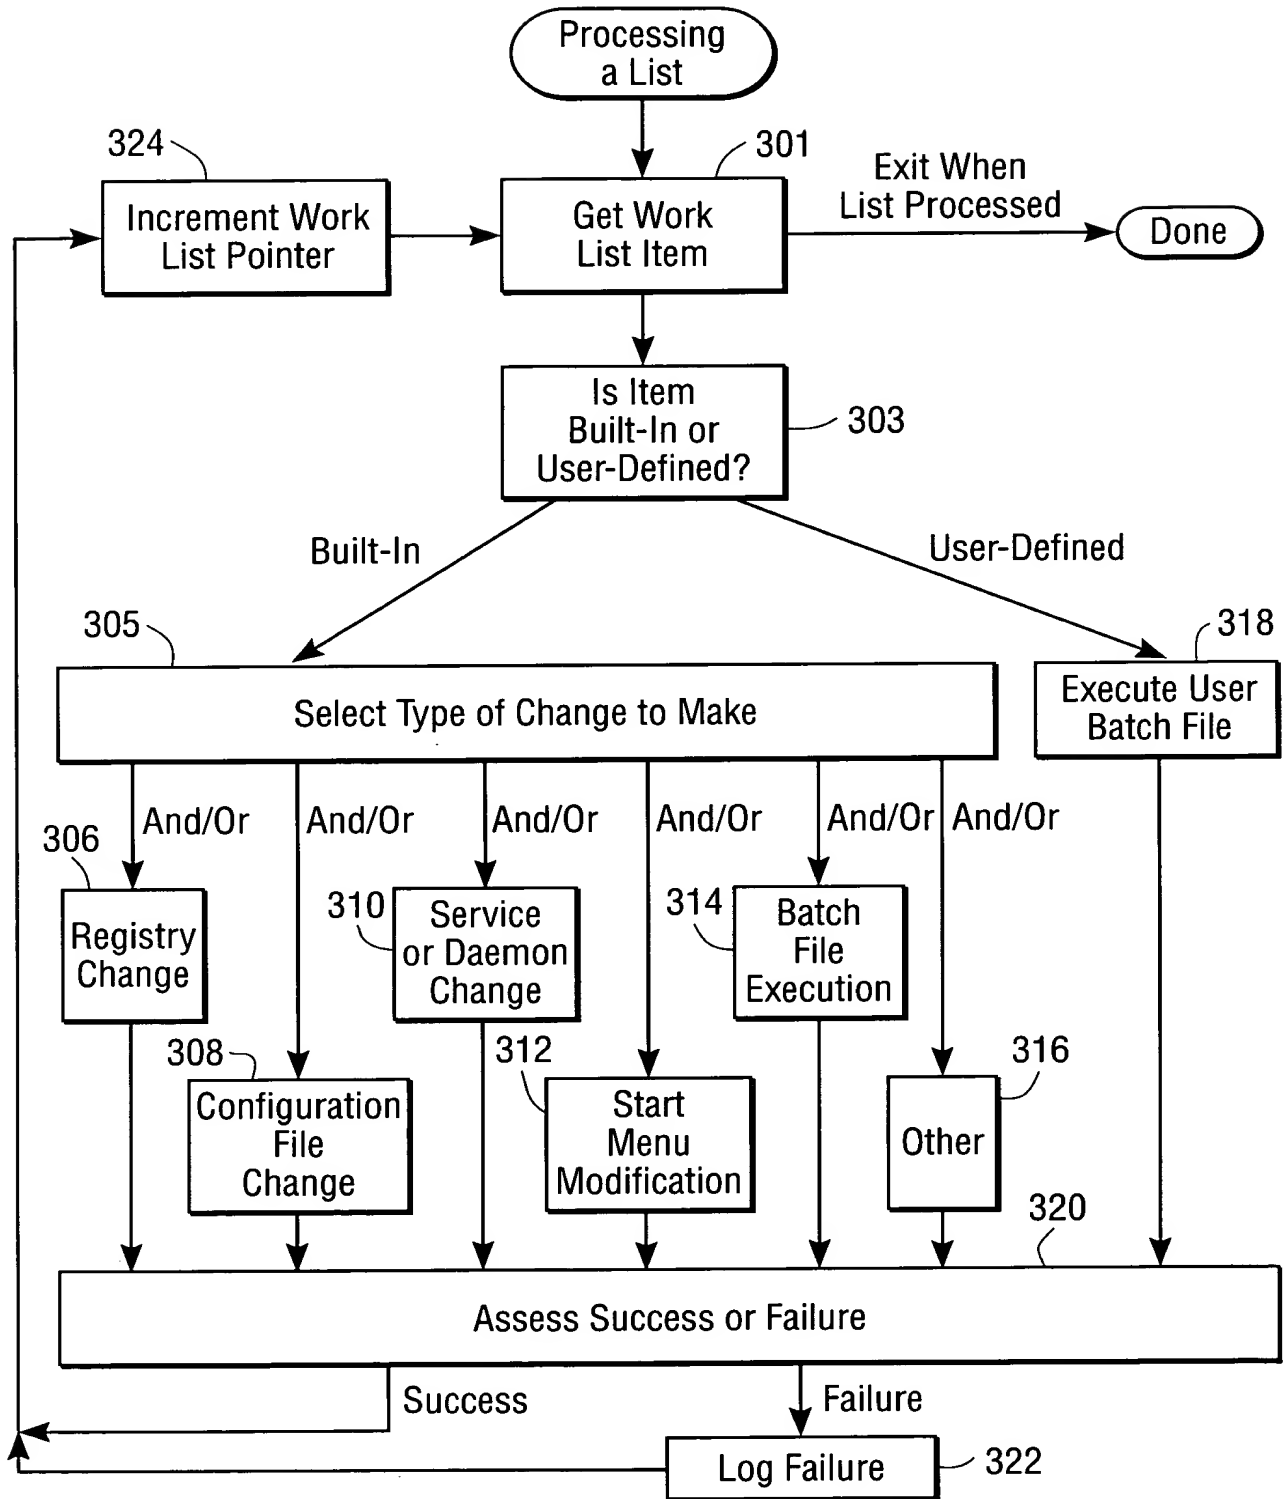 Processing
a List
324
301
Increment Work
List Pointer
Get Work
List Item
Exit When
List Processed
Done
Is Item
Built-In or
User-Defined?
303
Built-In
User-Defined
305
318
Select Type of Change to Make
Execute User
Batch File
And/Or
And/Or
And/Or
And/Or
And/Or
And/Or
306
Registry
Change
310
Service
or Daemon
Change
314
Batch
File
Execution
308
Configuration
File
Change
312
Start
Menu
Modification
316
Other
320
Assess Success or Failure
Success
Failure
Log Failure
322